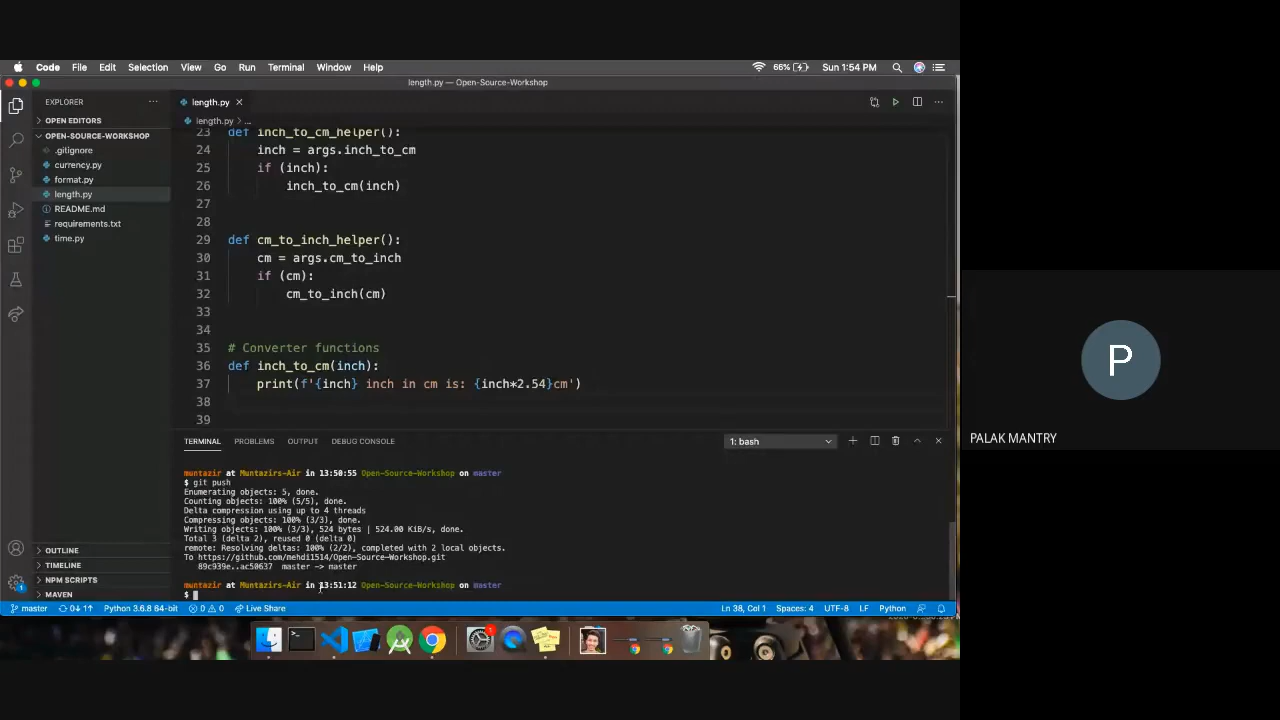 Code File Edit Selection View Go Run Terminal Window Help 66% Sun 1:54 PM
length.py — Open-Source-Workshop
EXPLORER
length.py
OPEN EDITORS
length.py > ...
OPEN-SOURCE-WORKSHOP
.gitignore
currency.py
format.py
length.py
README.md
requirements.txt
time.py
23 def inch_to_cm_helper():
24 inch = args.inch_to_cm
25 if (inch):
26 inch_to_cm(inch)
27
28
29 def cm_to_inch_helper():
30 cm = args.cm_to_inch
31 if (cm):
32 cm_to_inch(cm)
33
34
35 # Converter functions
36 def inch_to_cm(inch):
37 print(f'{inch} inch in cm is: {inch*2.54}cm')
38
39
TERMINAL PROBLEMS OUTPUT DEBUG CONSOLE 1: bash
muntazir at Muntazirs-Air in 13:50:55 Open-Source-Workshop on master
$ git push
Enumerating objects: 5, done.
Counting objects: 100% (5/5), done.
Delta compression using up to 4 threads
Compressing objects: 100% (3/3), done.
Writing objects: 100% (3/3), 524 bytes | 524.00 KiB/s, done.
Total 3 (delta 2), reused 0 (delta 0)
remote: Resolving deltas: 100% (2/2), completed with 2 local objects.
To https://github.com/mehdi1514/Open-Source-Workshop.git
89c939e..ac50637 master -> master
muntazir at Muntazirs-Air in 13:51:12 Open-Source-Workshop on master
$
OUTLINE
TIMELINE
NPM SCRIPTS
MAVEN
master 0↓ 1↑ Python 3.6.8 64-bit 0 0 Live Share Ln 38, Col 1 Spaces: 4 UTF-8 LF Python
P
PALAK MANTRY